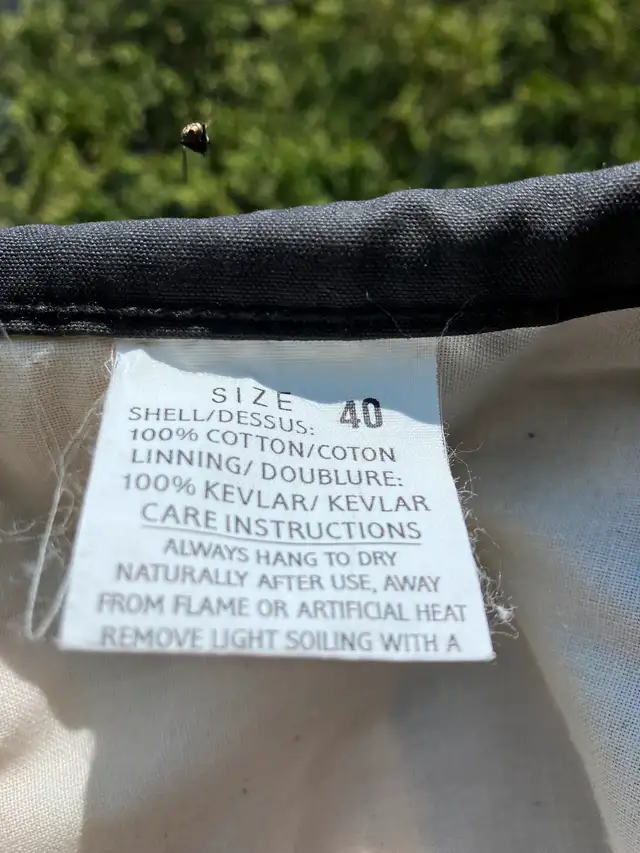 SIZE 40
SHELL/DESSUS:
100% COTTON/COTON
LINNING/ DOUBLURE:
100% KEVLAR/ KEVLAR
CARE INSTRUCTIONS
ALWAYS HANG TO DRY
NATURALLY AFTER USE, AWAY
FROM FLAME OR ARTIFICIAL HEAT
REMOVE LIGHT SOILING WITH A